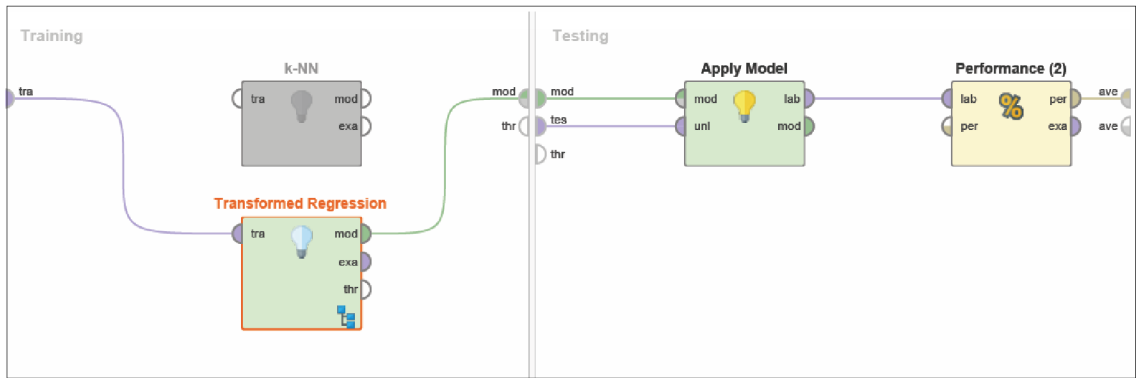 Training
Testing
k-NN
Apply Model
Performance (2)
tra
tra
mod
exa
mod
thr
mod
tes
thr
mod
unl
lab
mod
lab
per
per
exa
ave
ave
Transformed Regression
tra
mod
exa
thr
%